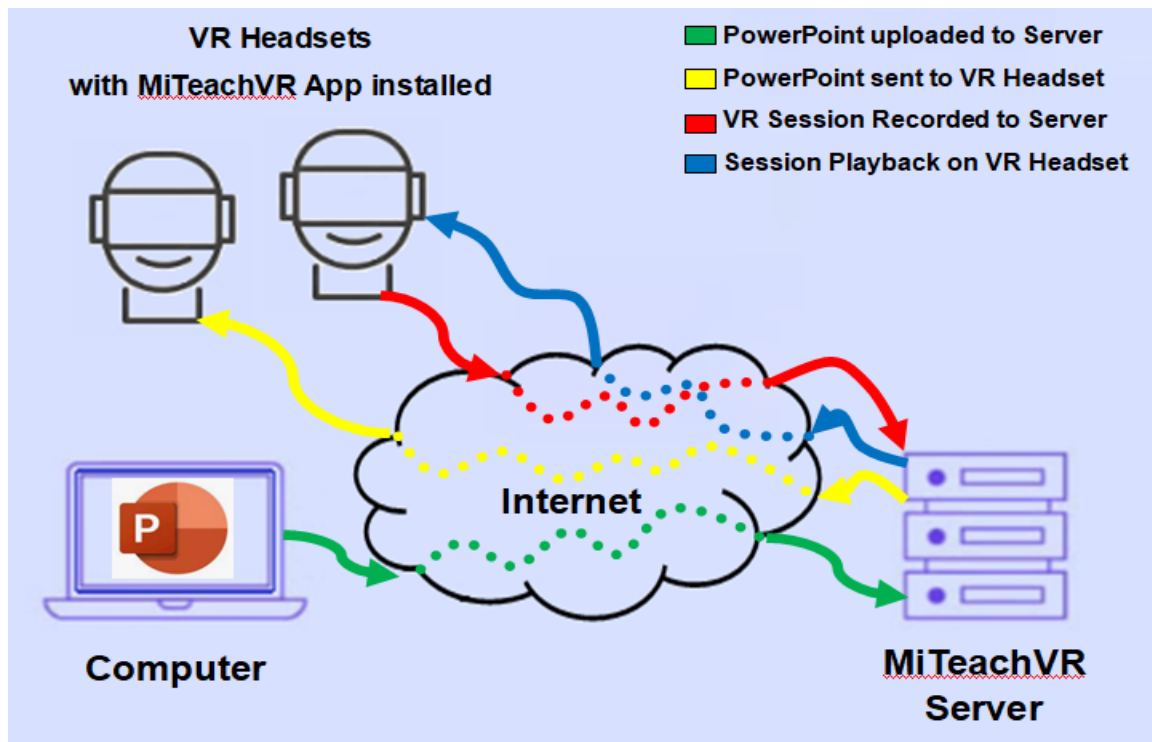 VR Headsets
with MiTeachVR App installed
PowerPoint uploaded to Server
PowerPoint sent to VR Headset
VR Session Recorded to Server
Session Playback on VR Headset
Internet
P
Computer
MiTeachVR
Server